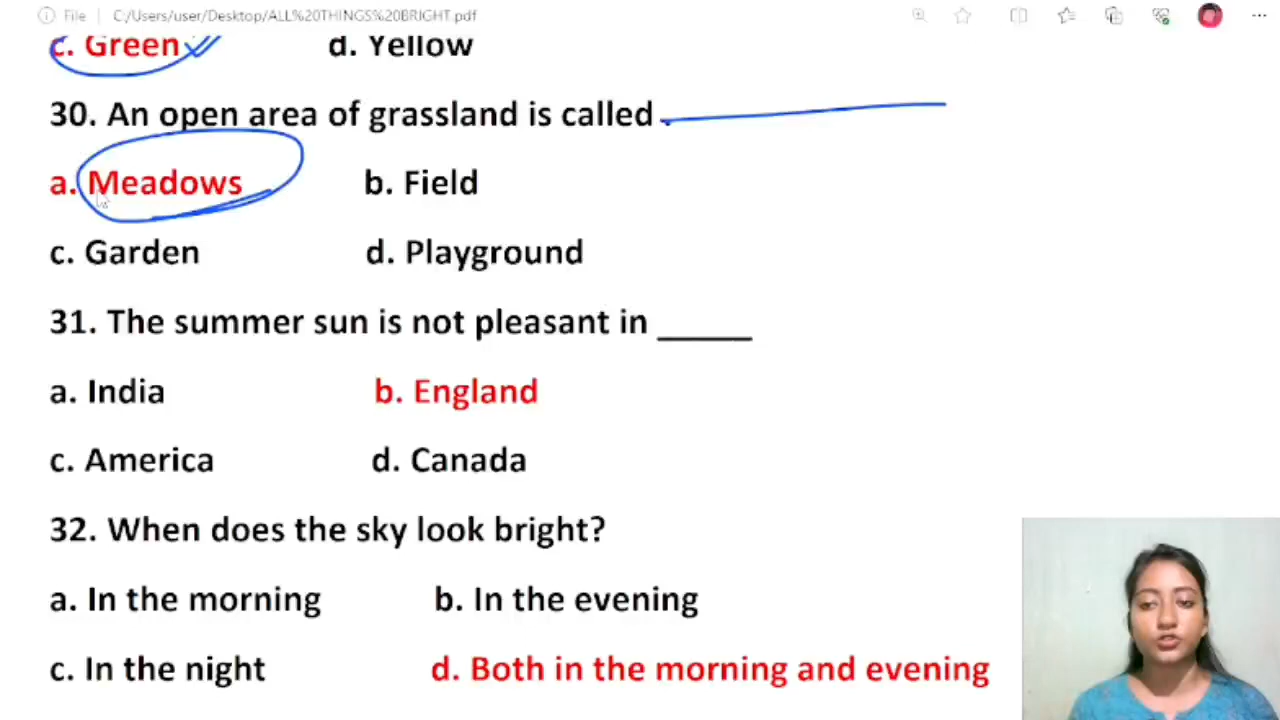 File | C:/Users/user/Desktop/ALL%20THINGS%20BRIGHT.pdf
c. Green d. Yellow
30. An open area of grassland is called
a. Meadows b. Field
c. Garden d. Playground
31. The summer sun is not pleasant in _____
a. India b. England
c. America d. Canada
32. When does the sky look bright?
a. In the morning b. In the evening
c. In the night d. Both in the morning and evening